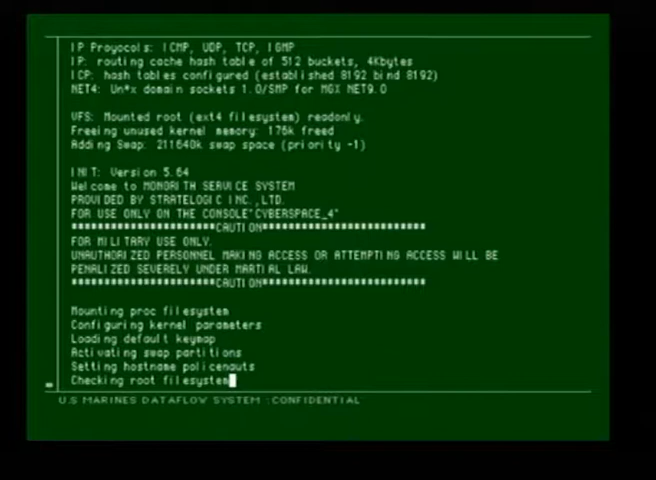 IP Proyocols: ICMP, UDP, TCP, IGMP
IP: routing cache hash table of 512 buckets, 4Kbytes
ICP: hash tables configured (established 8192 bind 8192)
NET4: Un*x domain sockets 1.0/SMP for MGX NET9.0
VFS: Mounted root (ext4 filesystem) readonly.
Freeing unused kernel memory: 176k freed
Adding Swap: 211640k swap space (priority -1)
INIT: Version 5.64
Welcome to MONORITH SERVICE SYSTEM
PROVIDED BY STRATELOGIC INC.,LTD.
FOR USE ONLY ON THE CONSOLE"CYBERSPACE_4"
**********************CAUTION*************************
FOR MILITARY USE ONLY.
UNAUTHORIZED PERSONNEL MAKING ACCESS OR ATTEMPTING ACCESS WILL BE
PENALIZED SEVERELY UNDER MARTIAL LAW.
**********************CAUTION*************************
Mounting proc filesystem
Configuring kernel parameters
Loading default keymap
Activating swap partitions
Setting hostname policenauts
Checking root filesystem
U.S MARINES DATAFLOW SYSTEM :CONFIDENTIAL